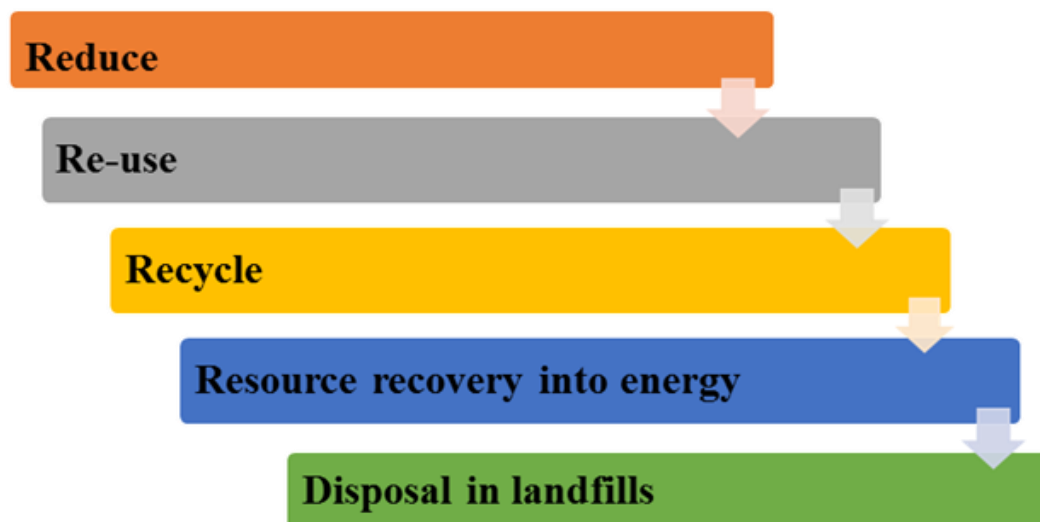 Reduce
Re-use
Recycle
Resource recovery into energy
Disposal in landfills